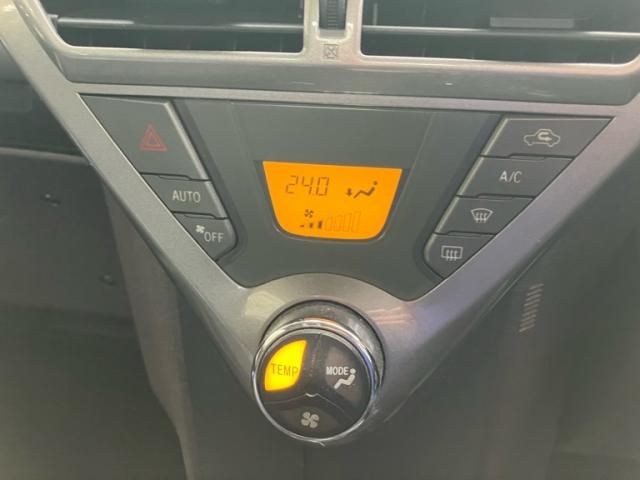 24.0
AUTO
OFF
A/C
TEMP
MODE